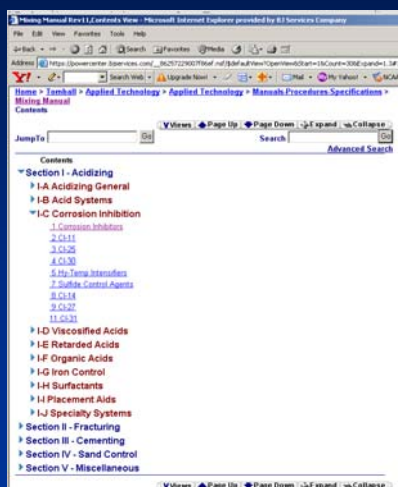 Mixing Manual Rev11,Contents View - Microsoft Internet Explorer provided by BJ Services Company
File Edit View Favorites Tools Help
Back Search Favorites Media
Address
Search Web Upgrade Now! Mail My Yahoo!
Home > Tomball > Applied Technology > Applied Technology > Manuals-Procedures-Specifications >
Mixing Manual
Contents
Views Page Up Page Down Expand Collapse
JumpTo Go Search Go
Advanced Search
Contents
Section I - Acidizing
I-A Acidizing General
I-B Acid Systems
I-C Corrosion Inhibition
1 Corrosion Inhibitors
2 CI-11
3 CI-25
4 CI-30
5 Hy-Temp Intensifiers
7 Sulfide Control Agents
8 CI-14
9 CI-27
11 CI-31
I-D Viscosified Acids
I-E Retarded Acids
I-F Organic Acids
I-G Iron Control
I-H Surfactants
I-I Placement Aids
I-J Specialty Systems
Section II - Fracturing
Section III - Cementing
Section IV - Sand Control
Section V - Miscellaneous
Views Page Up Page Down Expand Collapse